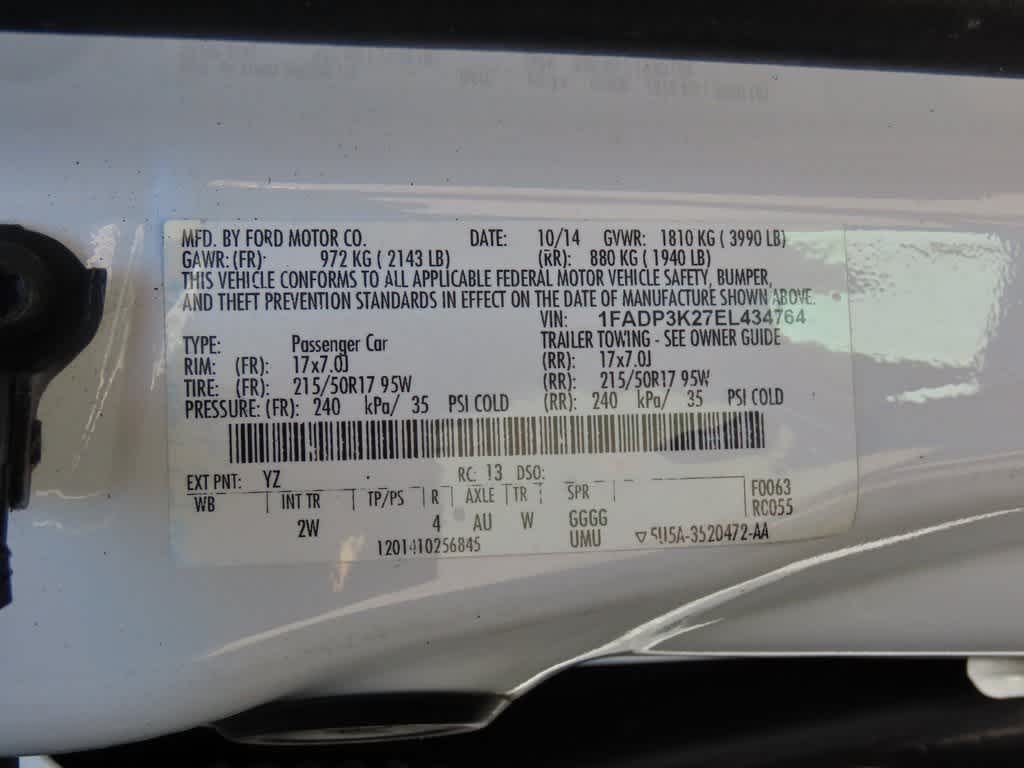 MFD. BY FORD MOTOR CO. DATE: 10/14 GVWR: 1810 KG ( 3990 LB)
GAWR: (FR): 972 KG ( 2143 LB) (RR): 880 KG ( 1940 LB)
THIS VEHICLE CONFORMS TO ALL APPLICABLE FEDERAL MOTOR VEHICLE SAFETY, BUMPER,
AND THEFT PREVENTION STANDARDS IN EFFECT ON THE DATE OF MANUFACTURE SHOWN ABOVE.
VIN: 1FADP3K27EL434764
TYPE: Passenger Car TRAILER TOWING - SEE OWNER GUIDE
RIM: (FR): 17x7.0J (RR): 17x7.0J
TIRE: (FR): 215/50R17 95W (RR): 215/50R17 95W
PRESSURE: (FR): 240 kPa/ 35 PSI COLD (RR): 240 kPa/ 35 PSI COLD
EXT PNT: YZ RC: 13 DSO:
WB INT TR TP/PS R AXLE TR SPR F0063
RC055
2W 4 AU W GGGG
1201410256845 UMU 5U5A-3520472-AA